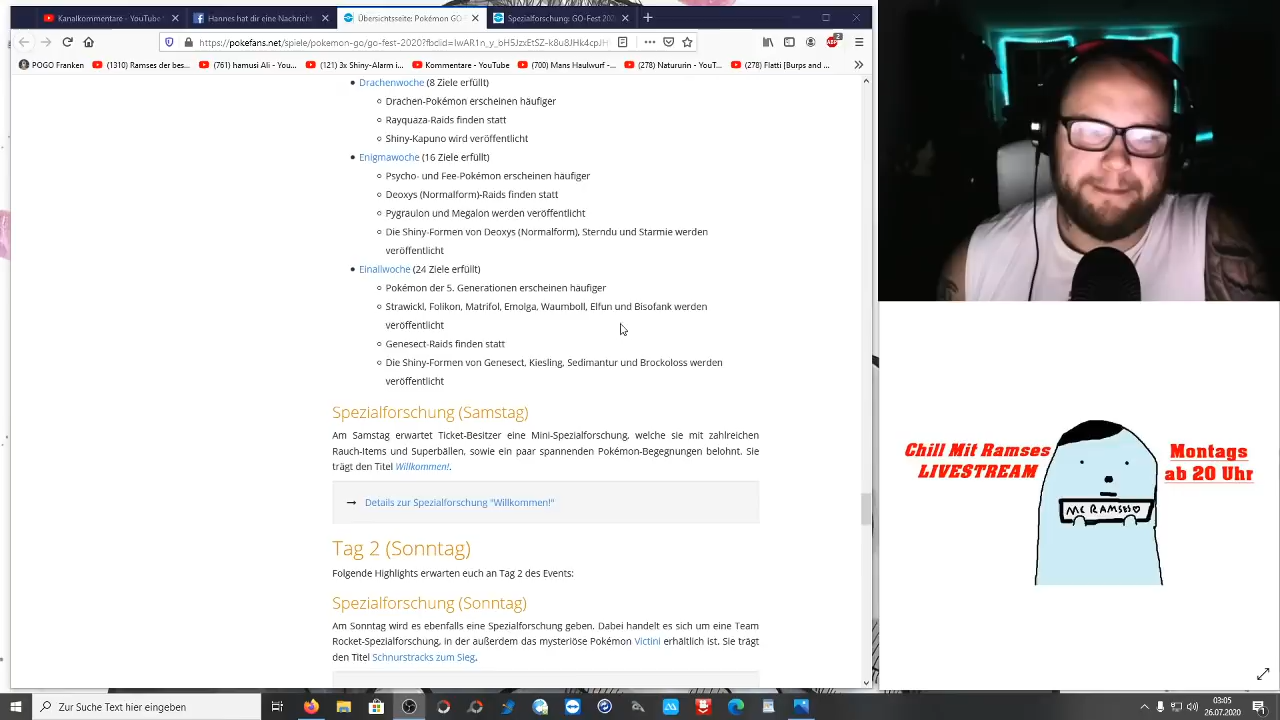 Kanalkommentare - YouTube
Hannes hat dir eine Nachricht
Übersichtseite: Pokémon GO
Spezialforschung: GO-Fest 202
https://pokefans.net/spiele/pokemon-go/go-fest-2020?
POGO Franken
(1310) Ramses der bes...
(761) hamusi Ali - You...
(121) 3x Shiny-Alarm i...
Kommentare - YouTube
(700) Mans Haulwurf - ...
(278) Natururin - YouT...
(278) Flatti [Burps and ...
Drachenwoche (8 Ziele erfüllt)
Drachen-Pokémon erscheinen häufiger
Rayquaza-Raids finden statt
Shiny-Kapuno wird veröffentlicht
Enigmawoche (16 Ziele erfüllt)
Psycho- und Fee-Pokémon erscheinen häufiger
Deoxys (Normalform)-Raids finden statt
Pygraulon und Megalon werden veröffentlicht
Die Shiny-Formen von Deoxys (Normalform), Sterndu und Starmie werden
veröffentlicht
Einallwoche (24 Ziele erfüllt)
Pokémon der 5. Generationen erscheinen häufiger
Strawickl, Folikon, Matrifol, Emolga, Waumboll, Elfun und Bisofank werden
veröffentlicht
Genesect-Raids finden statt
Die Shiny-Formen von Genesect, Kiesling, Sedimantur und Brockoloss werden
veröffentlicht
Spezialforschung (Samstag)
Am Samstag erwartet Ticket-Besitzer eine Mini-Spezialforschung, welche sie mit zahlreichen
Rauch-Items und Superbällen, sowie ein paar spannenden Pokémon-Begegnungen belohnt. Sie
trägt den Titel Willkommen!.
→ Details zur Spezialforschung "Willkommen!"
Tag 2 (Sonntag)
Folgende Highlights erwarten euch an Tag 2 des Events:
Spezialforschung (Sonntag)
Am Sonntag wird es ebenfalls eine Spezialforschung geben. Dabei handelt es sich um eine Team
Rocket-Spezialforschung, in der außerdem das mysteriöse Pokémon Victini erhältlich ist. Sie trägt
den Titel Schnurstracks zum Sieg.
Chill Mit Ramses
LIVESTREAM
Montags
ab 20 Uhr
MC RAMSES
Zur Suche Text hier eingeben
03:05
26.07.2020